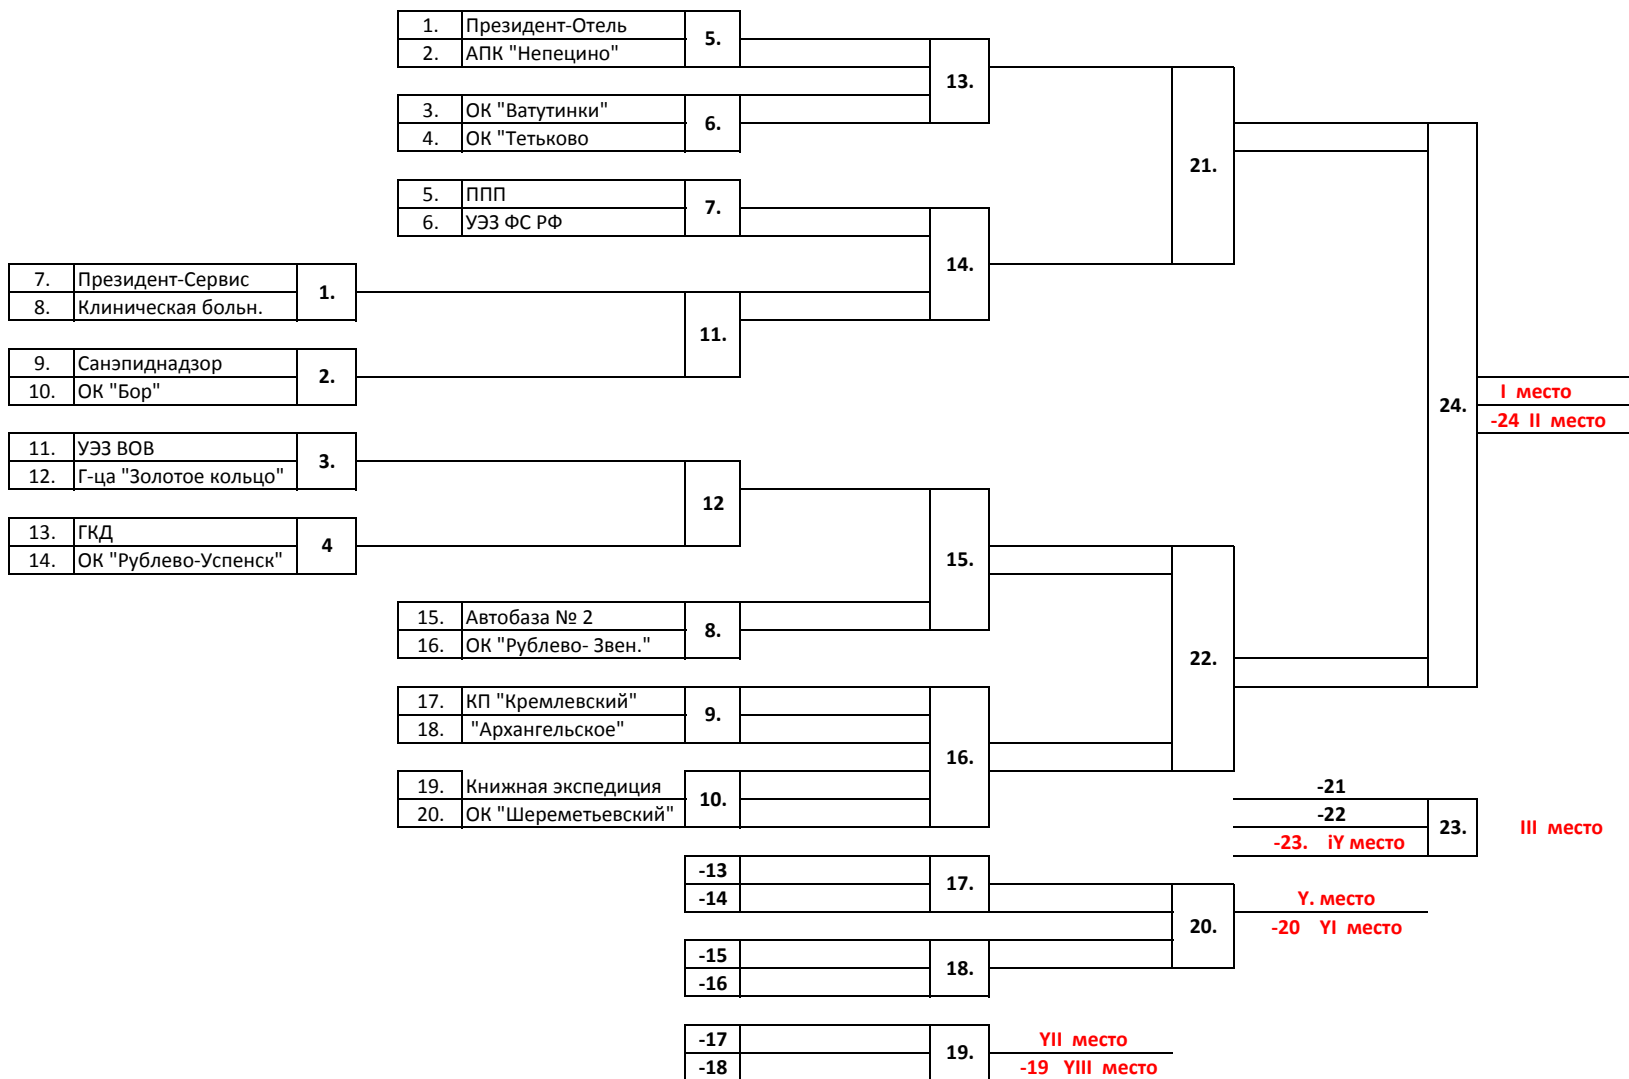 1. Президент-Отель 5.
2. АПК "Непецино"
13.
3. ОК "Ватутинки" 6.
4. ОК "Тетьково
21.
5. ППП 7.
6. УЭЗ ФС РФ
14.
7. Президент-Сервис 1.
8. Клиническая больн.
11.
9. Санэпиднадзор 2.
10. ОК "Бор"
24.
I место
-24 II место
11. УЭЗ ВОВ 3.
12. Г-ца "Золотое кольцо"
12
13. ГКД 4
14. ОК "Рублево-Успенск"
15.
15. Автобаза № 2 8.
16. ОК "Рублево- Звен."
22.
17. КП "Кремлевский" 9.
18. "Архангельское"
16.
19. Книжная экспедиция 10.
20. ОК "Шереметьевский"
-21
-22 23. III место
-23. iY место
-13 17.
-14
Y. место
20.
-20 YI место
-15 18.
-16
-17 19. YII место
-18 -19 YIII место